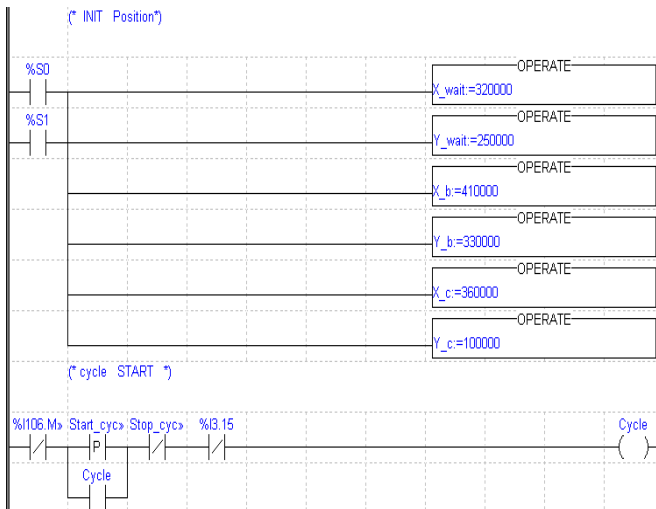 (* INIT Position*)
%S0
OPERATE
X_wait:=320000
%S1
OPERATE
Y_wait:=250000
OPERATE
X_b:=410000
OPERATE
Y_b:=330000
OPERATE
X_c:=360000
OPERATE
Y_c:=100000
(* cycle START *)
%I106.M» Start_cyc» Stop_cyc» %I3.15 Cycle
P
Cycle